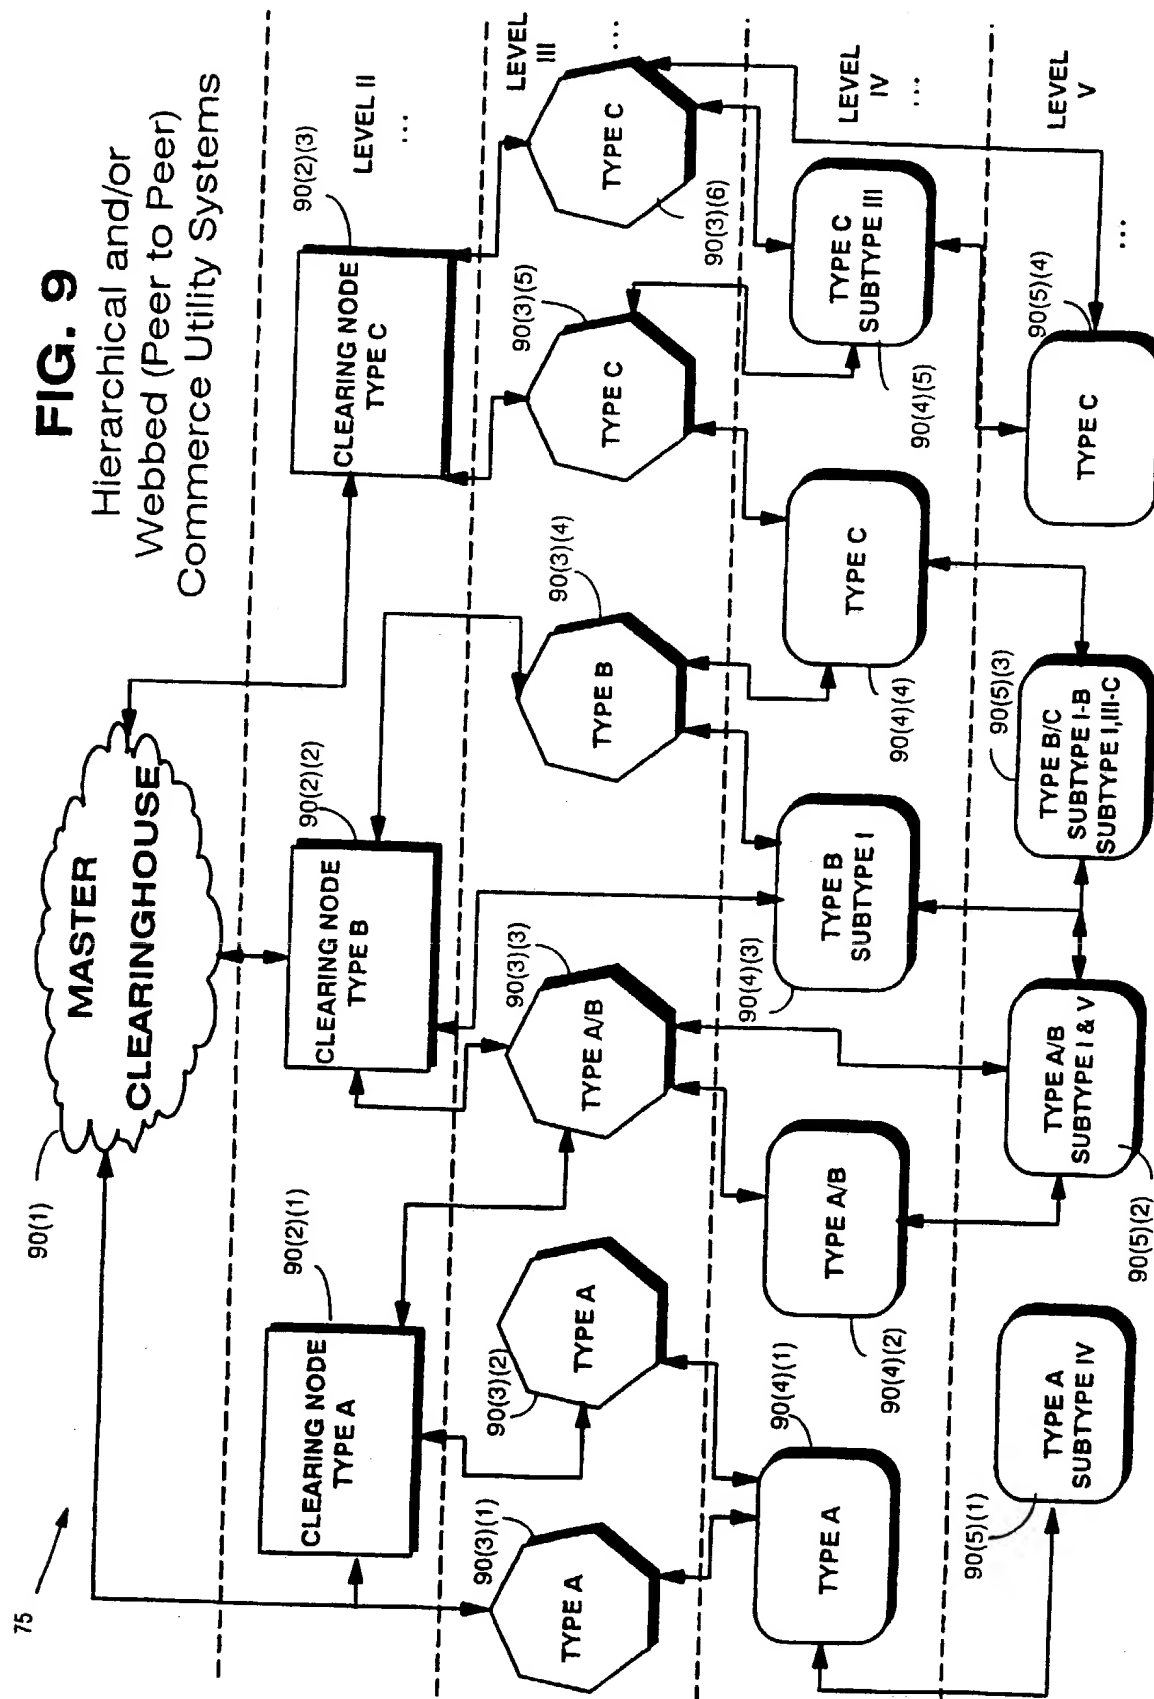 FIG. 9
Hierarchical and/or
Webbed (Peer to Peer)
Commerce Utility Systems
75
90(1)
MASTER
CLEARINGHOUSE
LEVEL II
...
90(2)(1)
CLEARING NODE
TYPE A
90(2)(2)
CLEARING NODE
TYPE B
90(2)(3)
CLEARING NODE
TYPE C
LEVEL
III
...
90(3)(1)
TYPE A
90(3)(2)
TYPE A
90(3)(3)
TYPE A/B
90(3)(4)
TYPE B
90(3)(5)
TYPE C
90(3)(6)
TYPE C
LEVEL
IV
...
90(4)(1)
TYPE A
90(4)(2)
TYPE A/B
90(4)(3)
TYPE B
SUBTYPE I
90(4)(4)
TYPE C
90(4)(5)
TYPE C
SUBTYPE III
LEVEL
V
...
90(5)(1)
TYPE A
SUBTYPE IV
90(5)(2)
TYPE A/B
SUBTYPE I & V
90(5)(3)
TYPE B/C
SUBTYPE I-B
SUBTYPE I,III-C
90(5)(4)
TYPE C